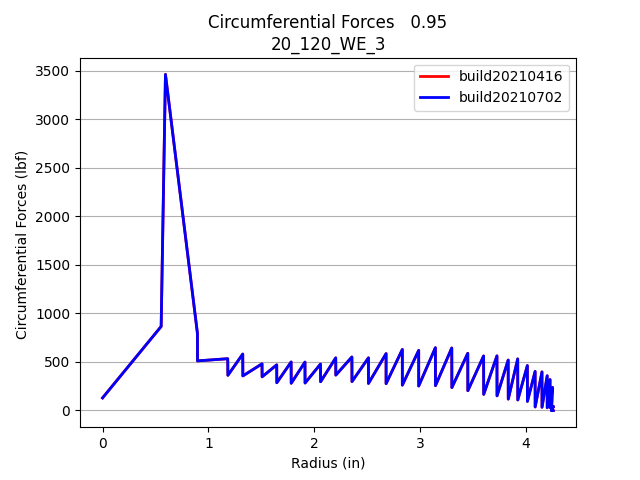 Circumferential Forces   0.95
20_120_WE_3
build20210416
build20210702
Circumferential Forces (lbf)
3500
3000
2500
2000
1500
1000
500
0
0 1 2 3 4
Radius (in)